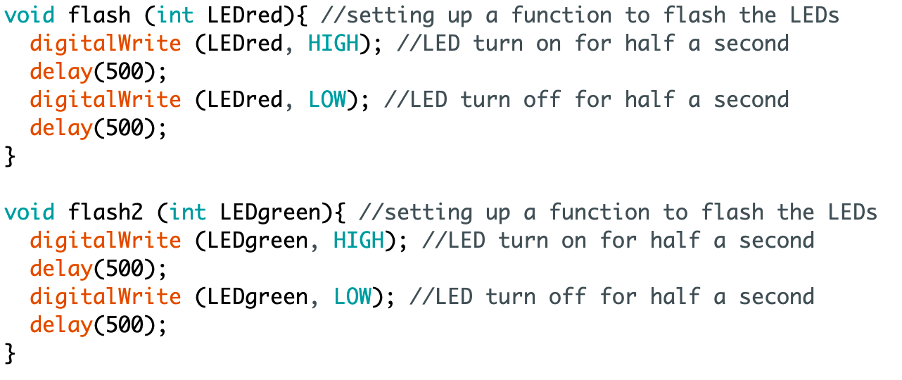 void flash (int LEDred){ //setting up a function to flash the LEDs
  digitalWrite (LEDred, HIGH); //LED turn on for half a second
  delay(500);
  digitalWrite (LEDred, LOW); //LED turn off for half a second
  delay(500);
}

void flash2 (int LEDgreen){ //setting up a function to flash the LEDs
  digitalWrite (LEDgreen, HIGH); //LED turn on for half a second
  delay(500);
  digitalWrite (LEDgreen, LOW); //LED turn off for half a second
  delay(500);
}